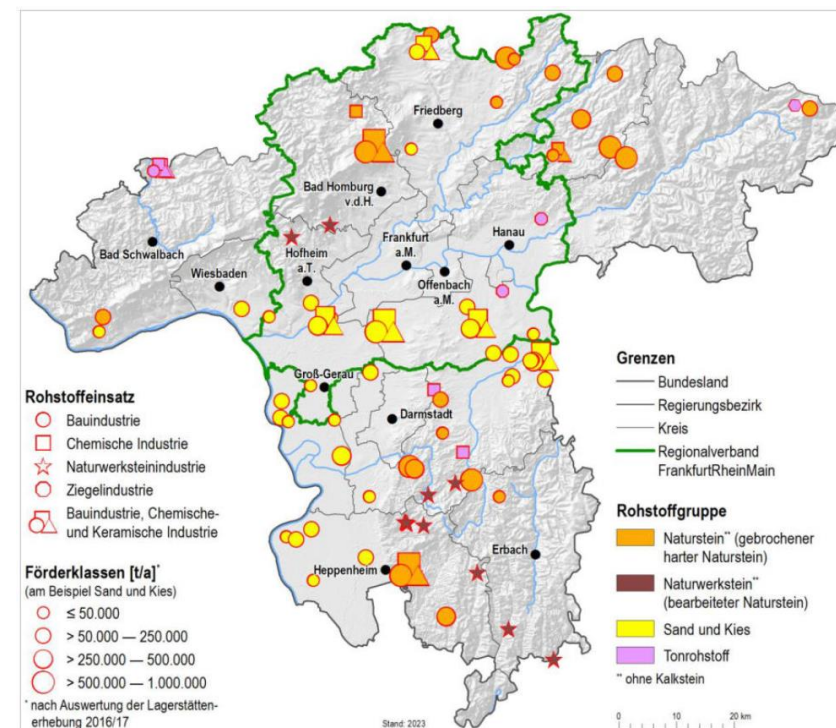 Friedberg
Bad Homburg
v.d.H.
Bad Schwalbach
Hofheim
a.T.
Frankfurt
a.M.
Hanau
Wiesbaden
Offenbach
a.M.
Groß-Gerau
Darmstadt
Erbach
Heppenheim
Rohstoffeinsatz
Bauindustrie
Chemische Industrie
Naturwerksteinindustrie
Ziegelindustrie
Bauindustrie, Chemische-
und Keramische Industrie
Förderklassen [t/a]*
(am Beispiel Sand und Kies)
≤ 50.000
> 50.000 — 250.000
> 250.000 — 500.000
> 500.000 — 1.000.000
* nach Auswertung der Lagerstätten-
erhebung 2016/17
Stand: 2023
Grenzen
Bundesland
Regierungsbezirk
Kreis
Regionalverband
FrankfurtRheinMain
Rohstoffgruppe
Naturstein** (gebrochener
harter Naturstein)
Naturwerkstein**
(bearbeiteter Naturstein)
Sand und Kies
Tonrohstoff
** ohne Kalkstein
0 10 20 km